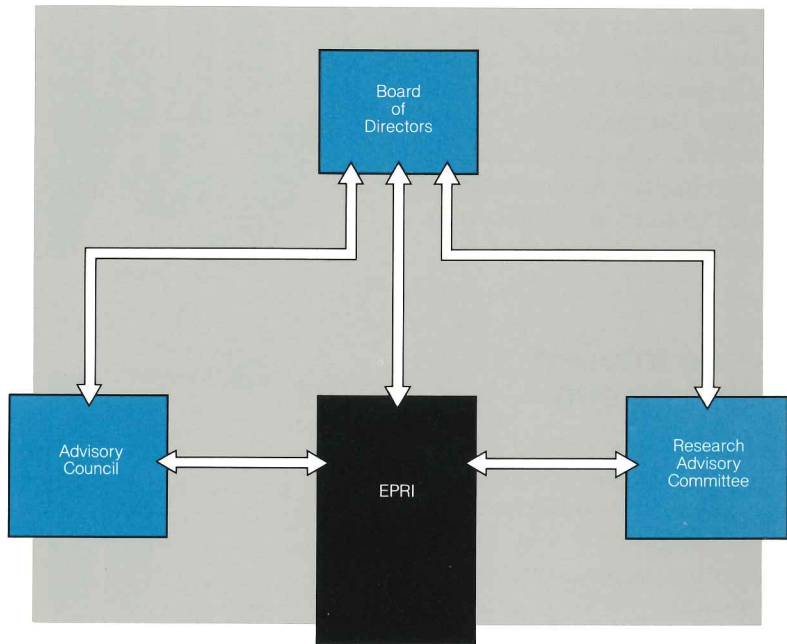 Board
of
Directors
Advisory
Council
EPRI
Research
Advisory
Committee